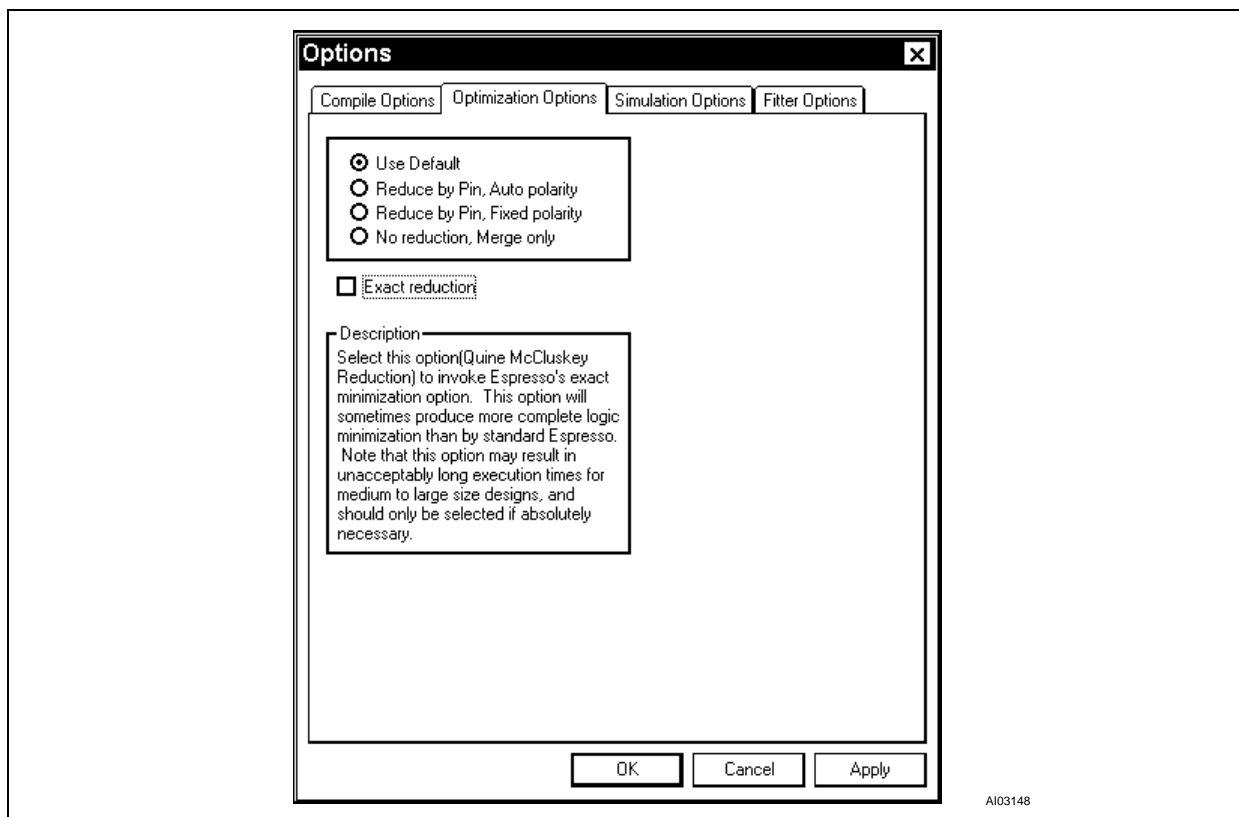 Options
Compile Options
Optimization Options
Simulation Options
Fitter Options
Use Default
Reduce by Pin, Auto polarity
Reduce by Pin, Fixed polarity
No reduction, Merge only
Exact reduction
Description
Select this option(Quine McCluskey
Reduction) to invoke Espresso's exact
minimization option. This option will
sometimes produce more complete logic
minimization than by standard Espresso.
Note that this option may result in
unacceptably long execution times for
medium to large size designs, and
should only be selected if absolutely
necessary.
OK
Cancel
Apply
AI03148